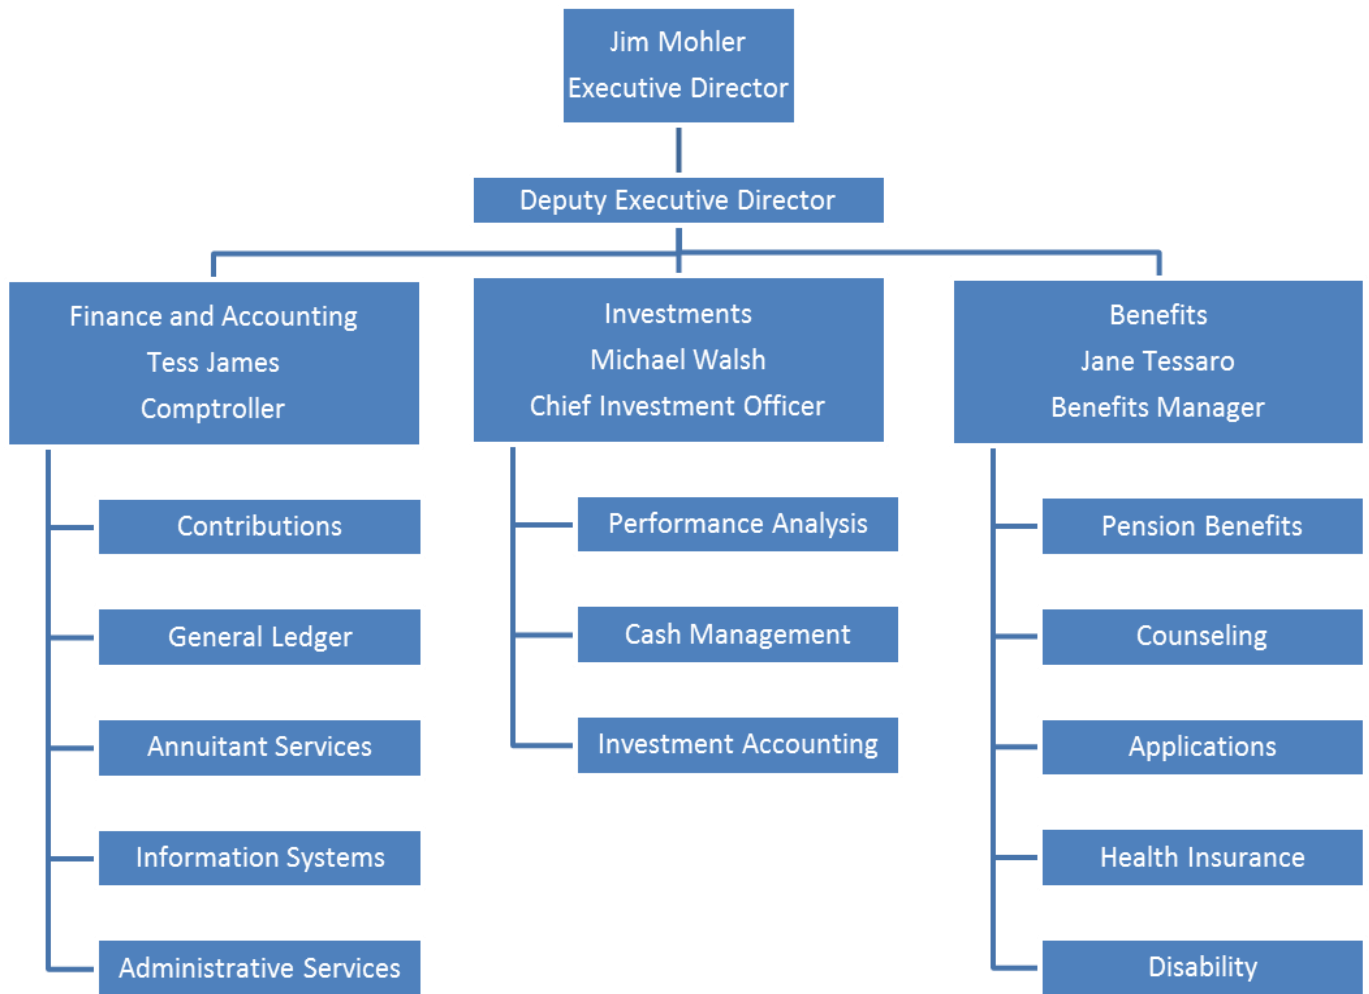 Jim Mohler
Executive Director
Deputy Executive Director
Finance and Accounting
Tess James
Comptroller
Contributions
General Ledger
Annuitant Services
Information Systems
Administrative Services
Investments
Michael Walsh
Chief Investment Officer
Performance Analysis
Cash Management
Investment Accounting
Benefits
Jane Tessaro
Benefits Manager
Pension Benefits
Counseling
Applications
Health Insurance
Disability